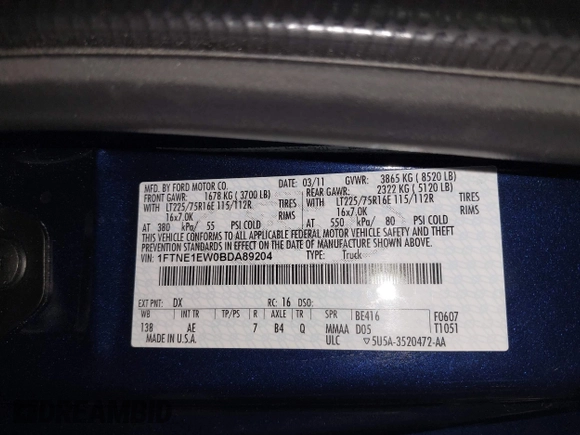 MFD. BY FORD MOTOR CO. DATE: 03/11 GVWR: 3865 KG ( 8520 LB)
FRONT GAWR: 1678 KG ( 3700 LB) REAR GAWR: 2322 KG ( 5120 LB)
WITH LT225/75R16E 115/112R TIRES WITH LT225/75R16E 115/112R TIRES
16x7.0K RIMS 16x7.0K RIMS
AT 380 kPa/ 55 PSI COLD AT 550 kPa/ 80 PSI COLD
THIS VEHICLE CONFORMS TO ALL APPLICABLE FEDERAL MOTOR VEHICLE SAFETY AND THEFT
PREVENTION STANDARDS IN EFFECT ON THE DATE OF MANUFACTURE SHOWN ABOVE.
VIN: 1FTNE1EW0BDA89204 TYPE: Truck
EXT PNT: DX RC: 16 DSO:
WB INT TR TP/PS R AXLE TR SPR BE416 F0607
138 AE 7 B4 Q MMAA D05 T1051
MADE IN U.S.A. ULC ▽5U5A-3520472-AA
DREAMBID